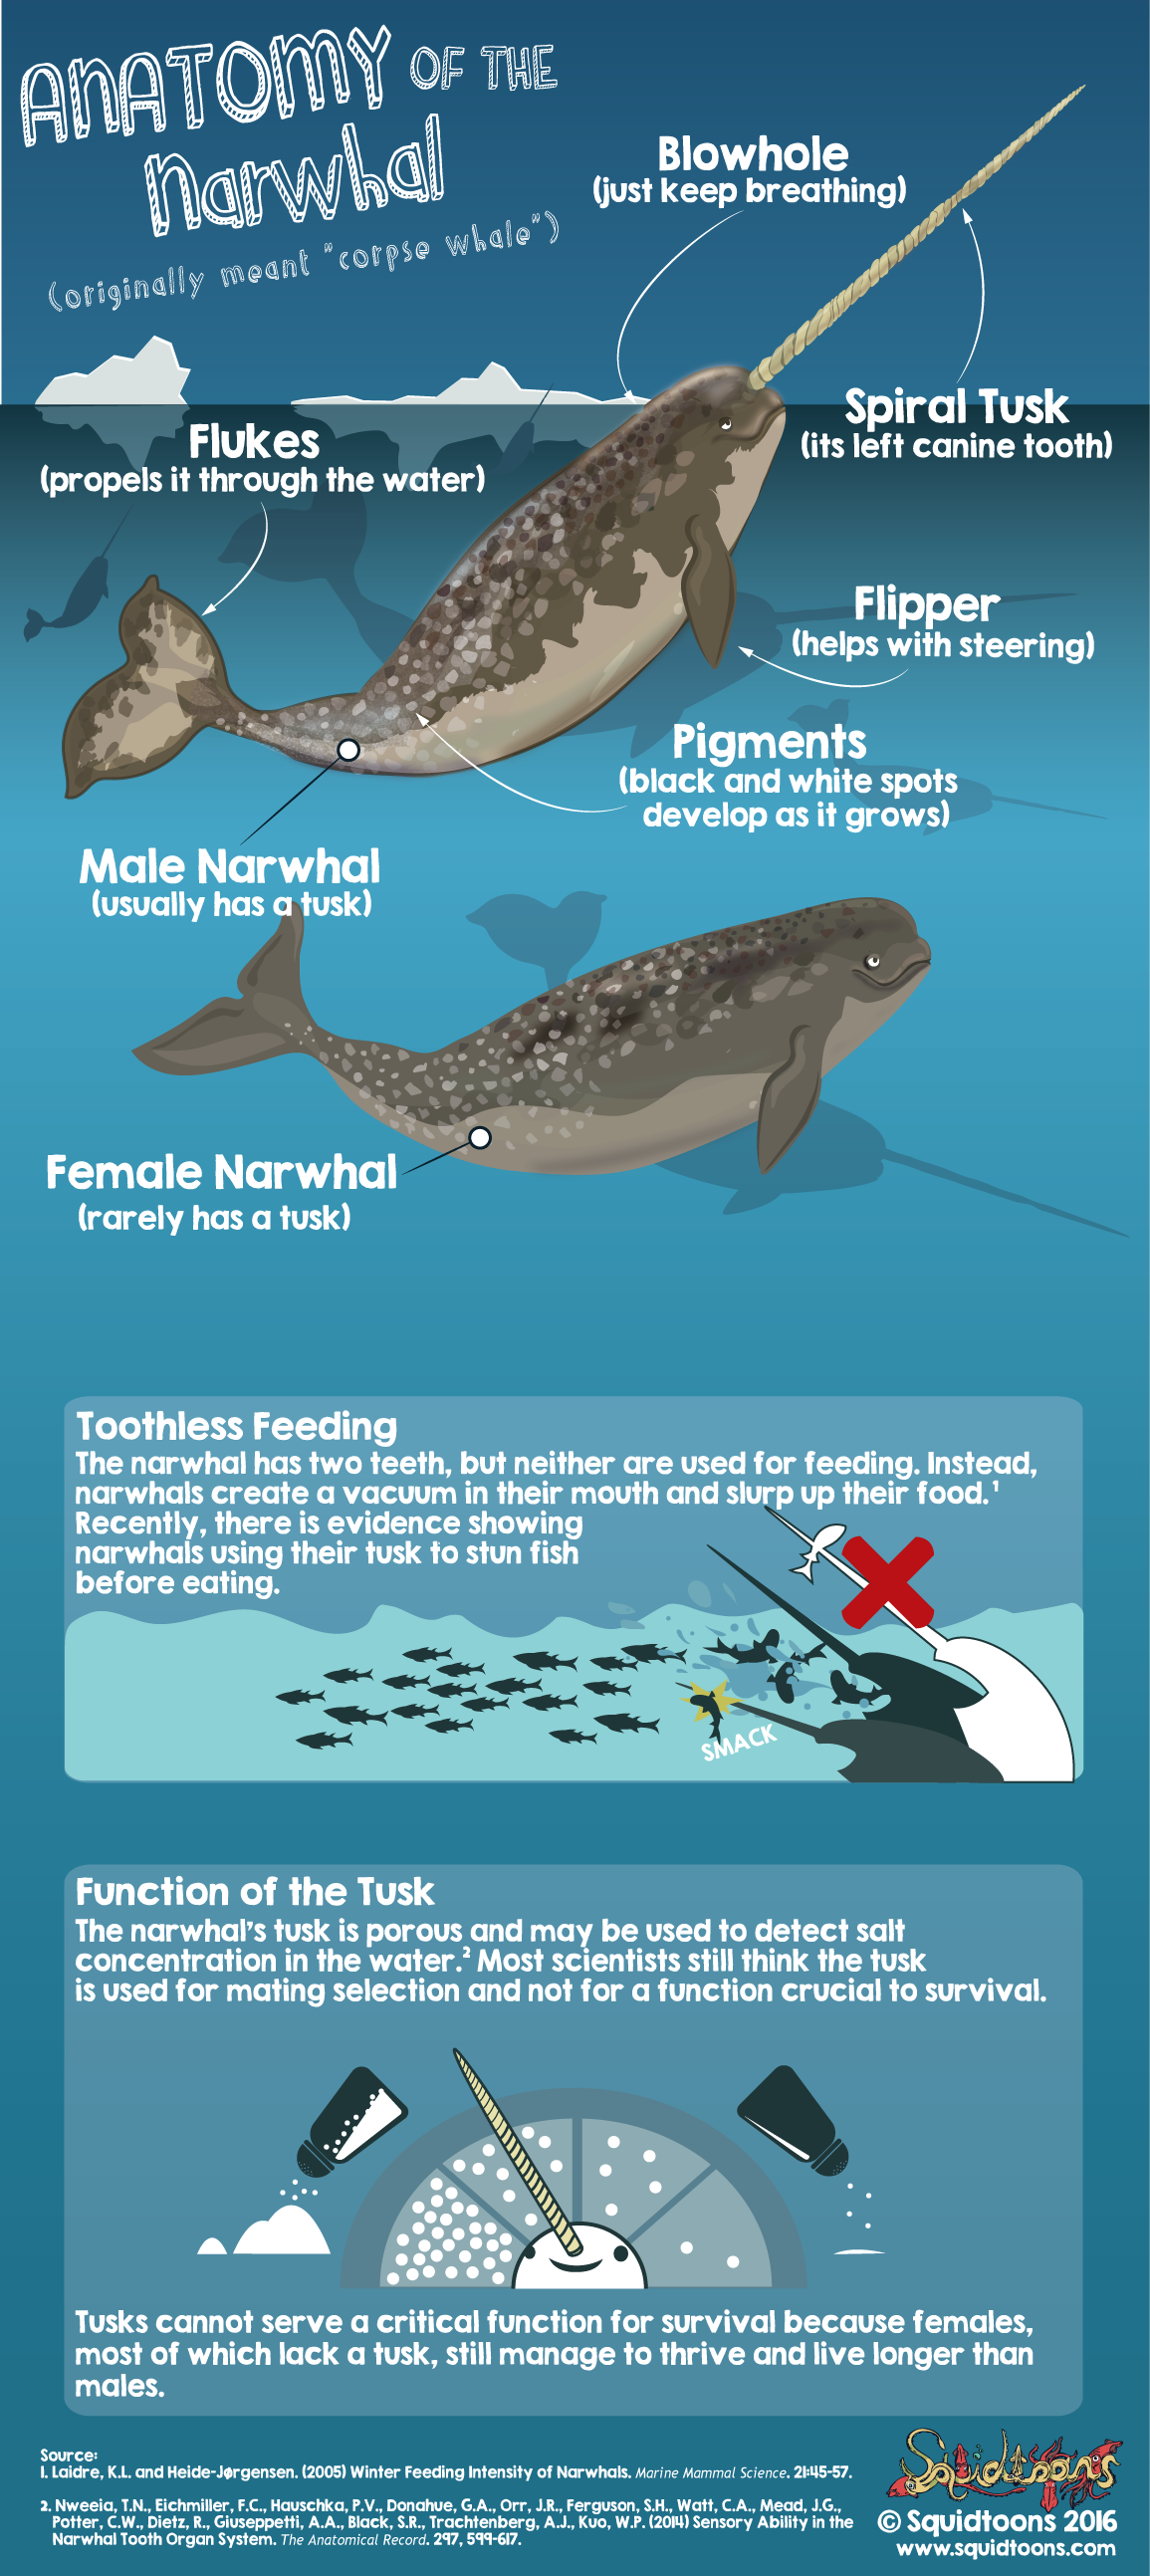 ANATOMY OF THE
Narwhal
(originally meant "corpse whale")
Blowhole
(just keep breathing)
Spiral Tusk
(its left canine tooth)
Flukes
(propels it through the water)
Flipper
(helps with steering)
Pigments
(black and white spots
develop as it grows)
Male Narwhal
(usually has a tusk)
Female Narwhal
(rarely has a tusk)
Toothless Feeding
The narwhal has two teeth, but neither are used for feeding. Instead,
narwhals create a vacuum in their mouth and slurp up their food.¹
Recently, there is evidence showing
narwhals using their tusk to stun fish
before eating.
SMACK
Function of the Tusk
The narwhal's tusk is porous and may be used to detect salt
concentration in the water.² Most scientists still think the tusk
is used for mating selection and not for a function crucial to survival.
Tusks cannot serve a critical function for survival because females,
most of which lack a tusk, still manage to thrive and live longer than
males.
Source:
1. Laidre, K.L. and Heide-Jørgensen. (2005) Winter Feeding Intensity of Narwhals. Marine Mammal Science. 21:45-57.
2. Nweeia, T.N., Eichmiller, F.C., Hauschka, P.V., Donahue, G.A., Orr, J.R., Ferguson, S.H., Watt, C.A., Mead, J.G.,
Potter, C.W., Dietz, R., Giuseppetti, A.A., Black, S.R., Trachtenberg, A.J., Kuo, W.P. (2014) Sensory Ability in the
Narwhal Tooth Organ System. The Anatomical Record. 297, 599-617.
Squidtoons
© Squidtoons 2016
www.squidtoons.com